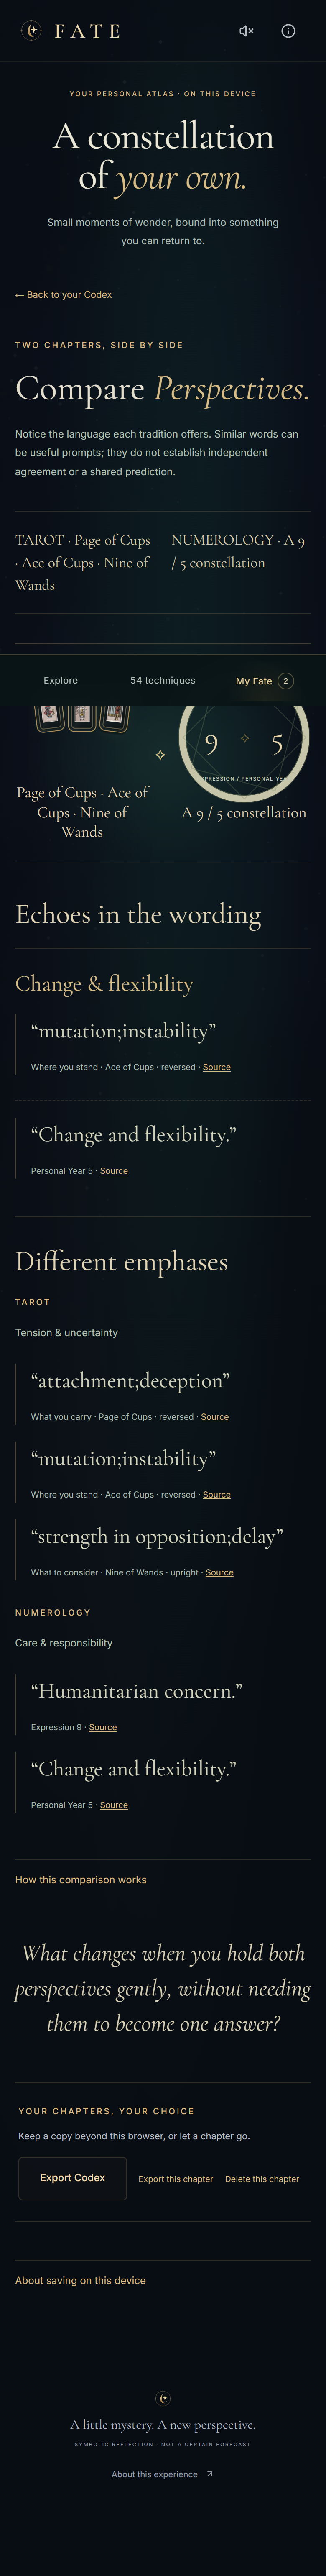 FATE
YOUR PERSONAL ATLAS · ON THIS DEVICE
A constellation
of your own.
Small moments of wonder, bound into something
you can return to.
← Back to your Codex
TWO CHAPTERS, SIDE BY SIDE
Compare Perspectives.
Notice the language each tradition offers. Similar words can
be useful prompts; they do not establish independent
agreement or a shared prediction.
TAROT · Page of Cups
· Ace of Cups · Nine of
Wands
NUMEROLOGY · A 9
/ 5 constellation
Explore
54 techniques
My Fate 2
9 5
EXPRESSION / PERSONAL YEAR
Page of Cups · Ace of
Cups · Nine of
Wands
A 9 / 5 constellation
Echoes in the wording
Change & flexibility
“mutation;instability”
Where you stand · Ace of Cups · reversed · Source
“Change and flexibility.”
Personal Year 5 · Source
Different emphases
TAROT
Tension & uncertainty
“attachment;deception”
What you carry · Page of Cups · reversed · Source
“mutation;instability”
Where you stand · Ace of Cups · reversed · Source
“strength in opposition;delay”
What to consider · Nine of Wands · upright · Source
NUMEROLOGY
Care & responsibility
“Humanitarian concern.”
Expression 9 · Source
“Change and flexibility.”
Personal Year 5 · Source
How this comparison works
What changes when you hold both
perspectives gently, without needing
them to become one answer?
YOUR CHAPTERS, YOUR CHOICE
Keep a copy beyond this browser, or let a chapter go.
Export Codex
Export this chapter
Delete this chapter
About saving on this device
A little mystery. A new perspective.
SYMBOLIC REFLECTION · NOT A CERTAIN FORECAST
About this experience ↗